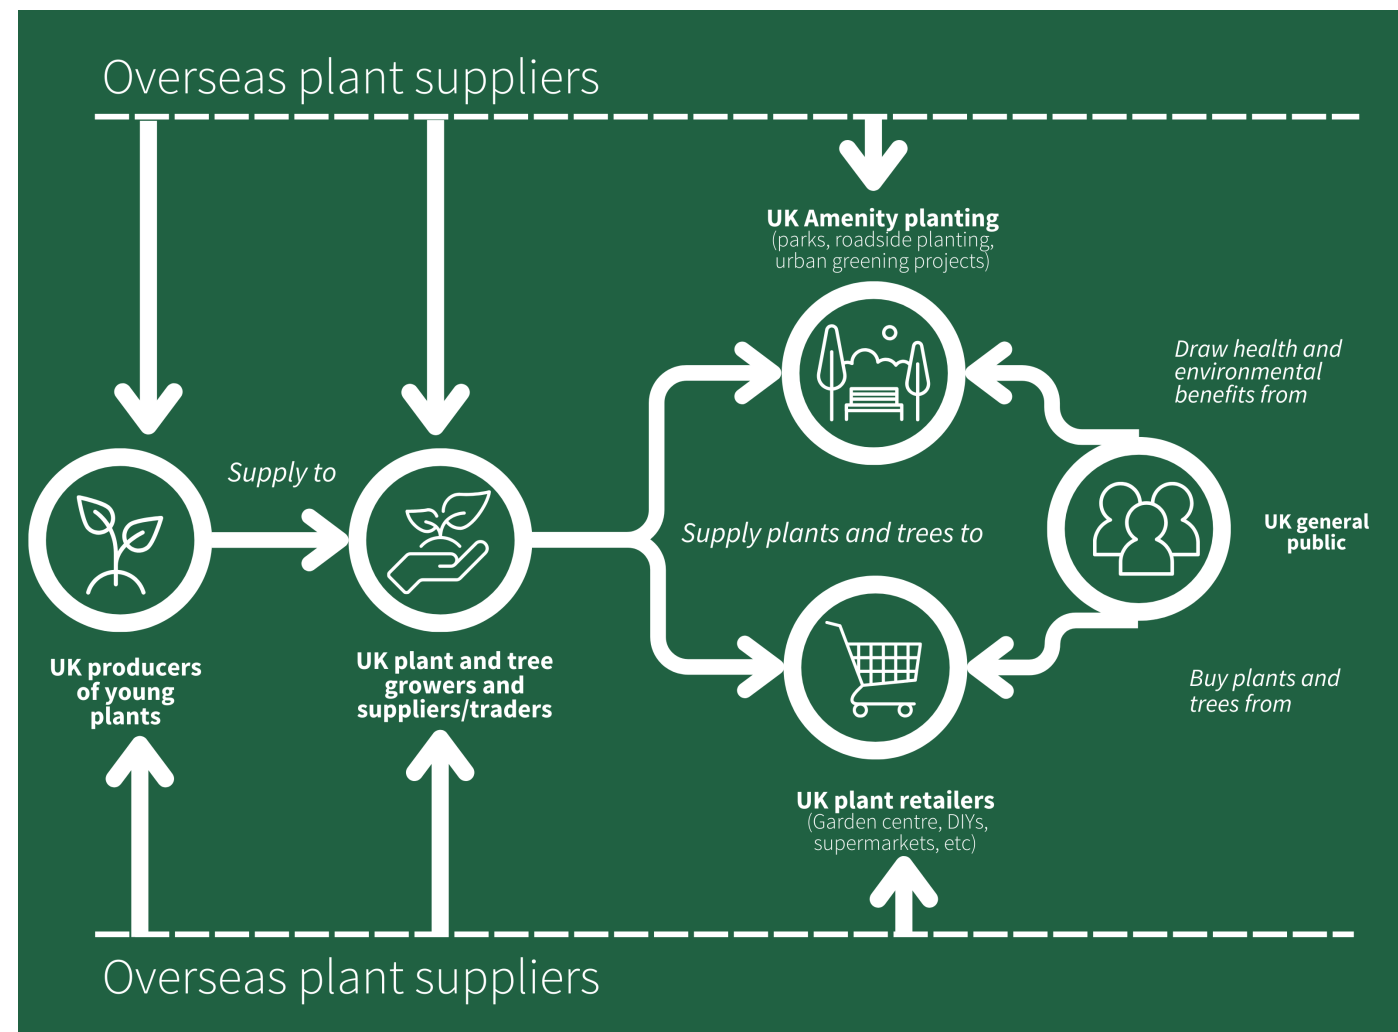 Overseas plant suppliers
UK Amenity planting
(parks, roadside planting,
urban greening projects)
Draw health and
environmental
benefits from
Supply to
Supply plants and trees to
UK general
public
UK producers
of young
plants
UK plant and tree
growers and
suppliers/traders
Buy plants and
trees from
UK plant retailers
(Garden centre, DIYs,
supermarkets, etc)
Overseas plant suppliers